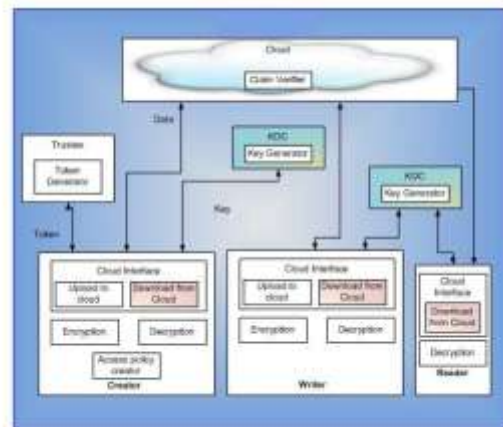 Cloud
Claim Verifier
Data
KDC
Key Generator
Trustee
Token
Generator
KDC
Key Generator
Key
Token
Cloud Interface
Upload to
cloud
Download from
Cloud
Encryption
Decryption
Access policy
creator
Creator
Cloud Interface
Upload to
cloud
Download from
Cloud
Encryption
Decryption
Writer
Cloud
Interface
Download
from Cloud
Decryption
Reader